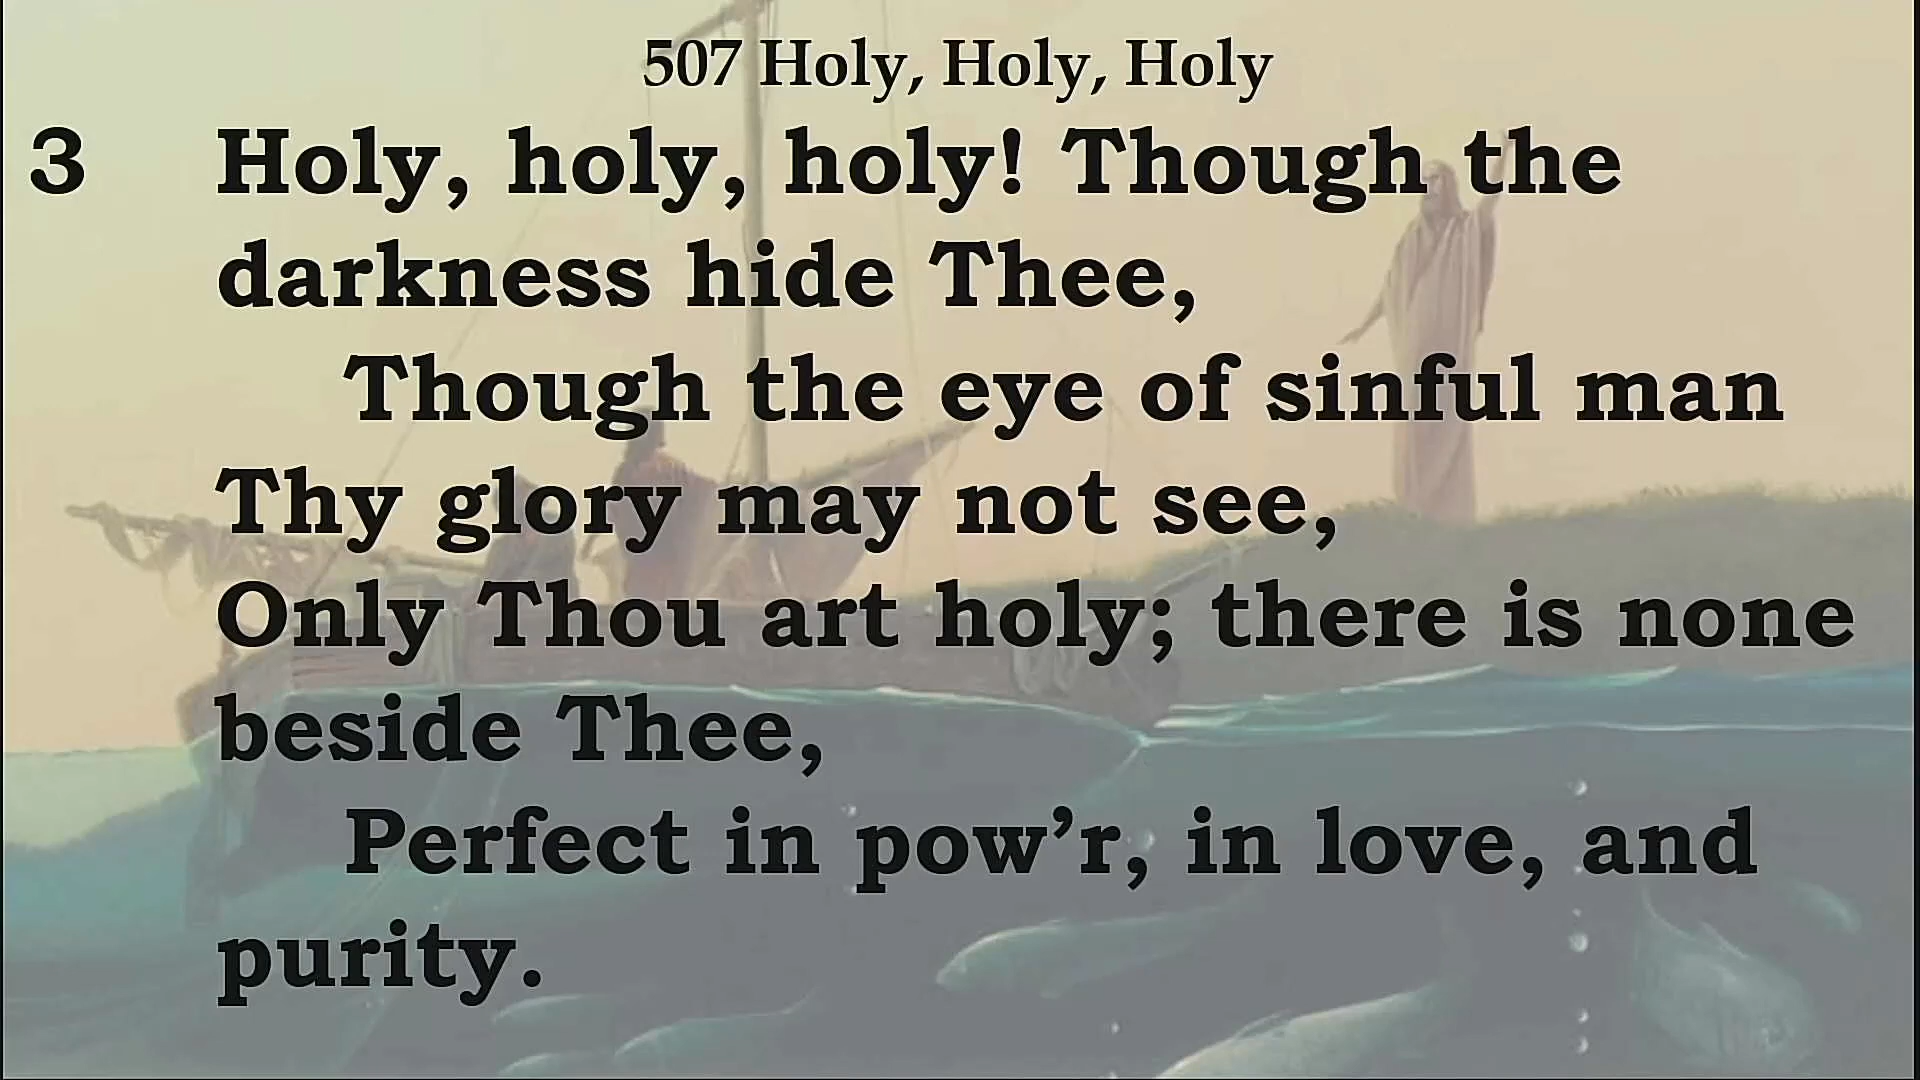 507 Holy, Holy, Holy
3 Holy, holy, holy! Though the
darkness hide Thee,
Though the eye of sinful man
Thy glory may not see,
Only Thou art holy; there is none
beside Thee,
Perfect in pow’r, in love, and
purity.